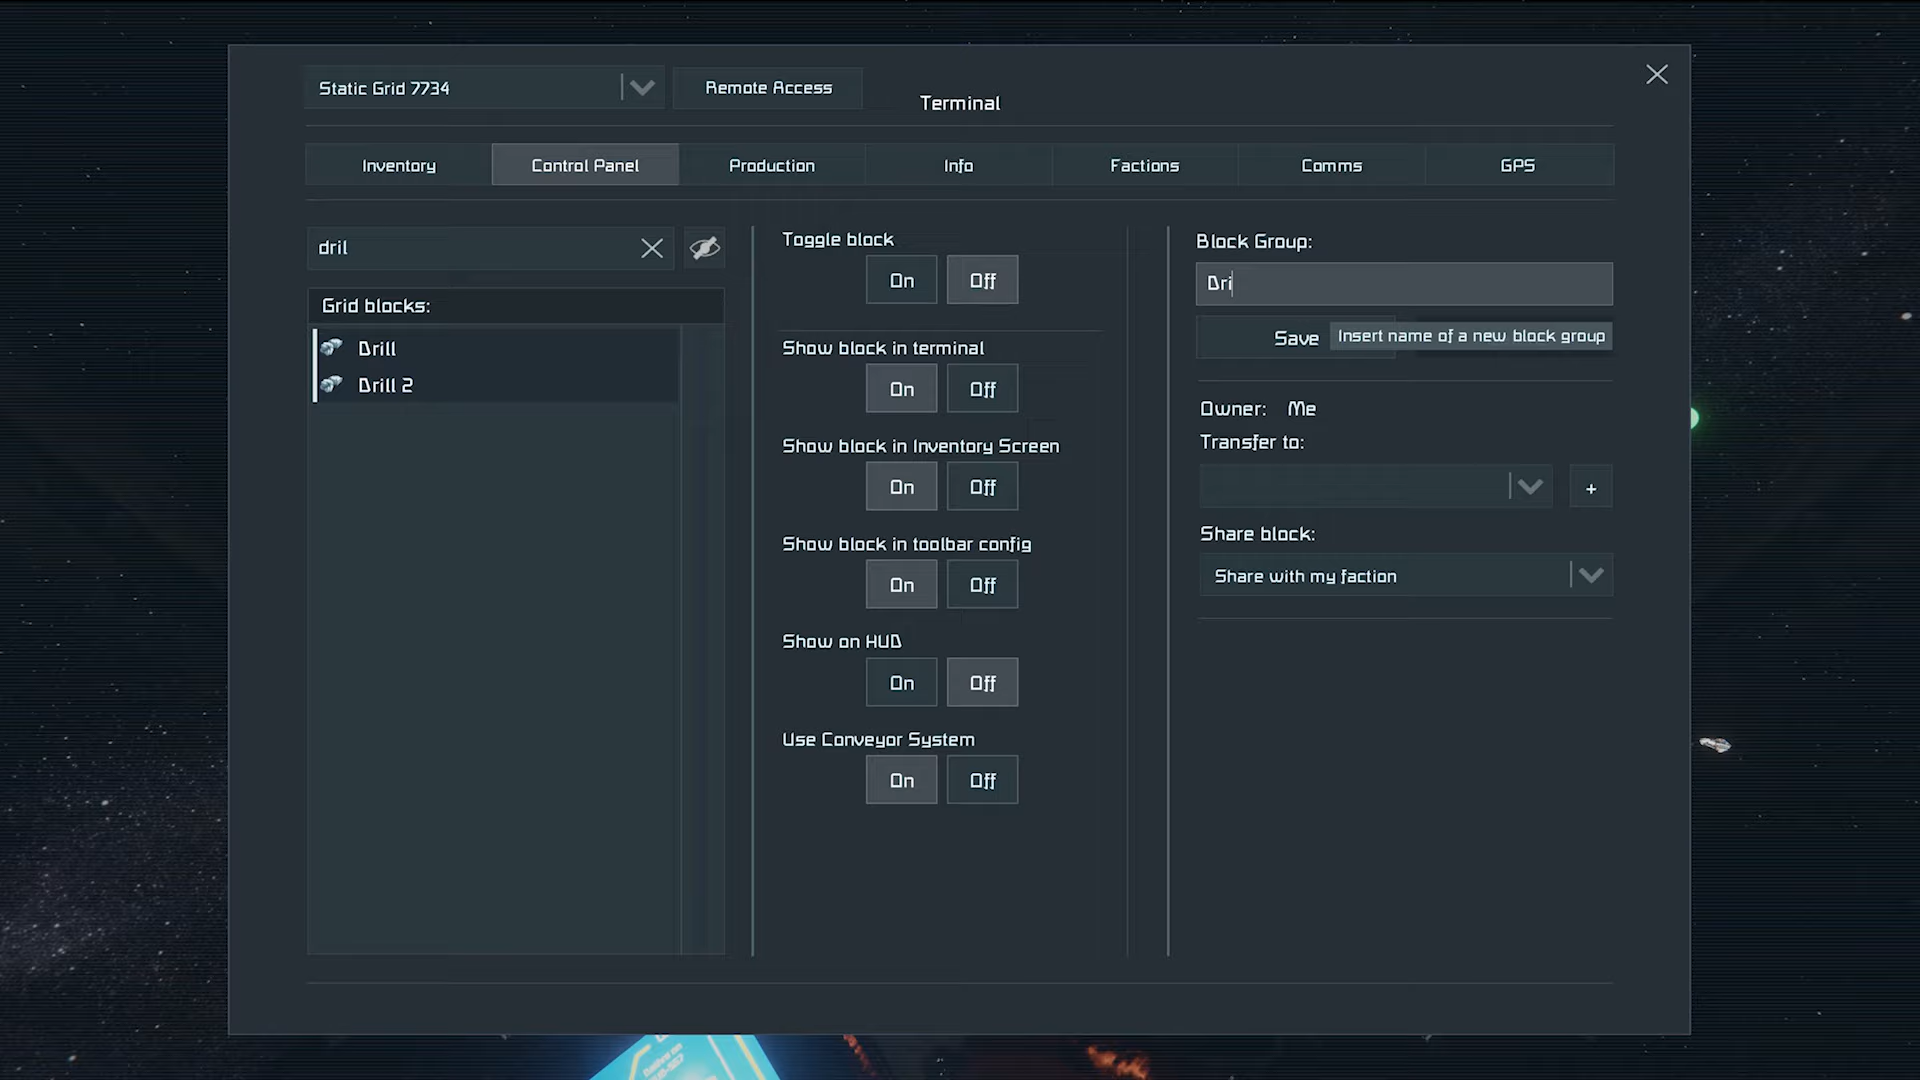 Static Grid 7734
Remote Access
Terminal
Inventory
Control Panel
Production
Info
Factions
Comms
GPS
dril
Grid blocks:
Drill
Drill 2
Toggle block
On
Off
Show block in terminal
On
Off
Show block in Inventory Screen
On
Off
Show block in toolbar config
On
Off
Show on HUD
On
Off
Use Conveyor System
On
Off
Block Group:
Dri
Save
Insert name of a new block group
Owner: Me
Transfer to:
+
Share block:
Share with my faction